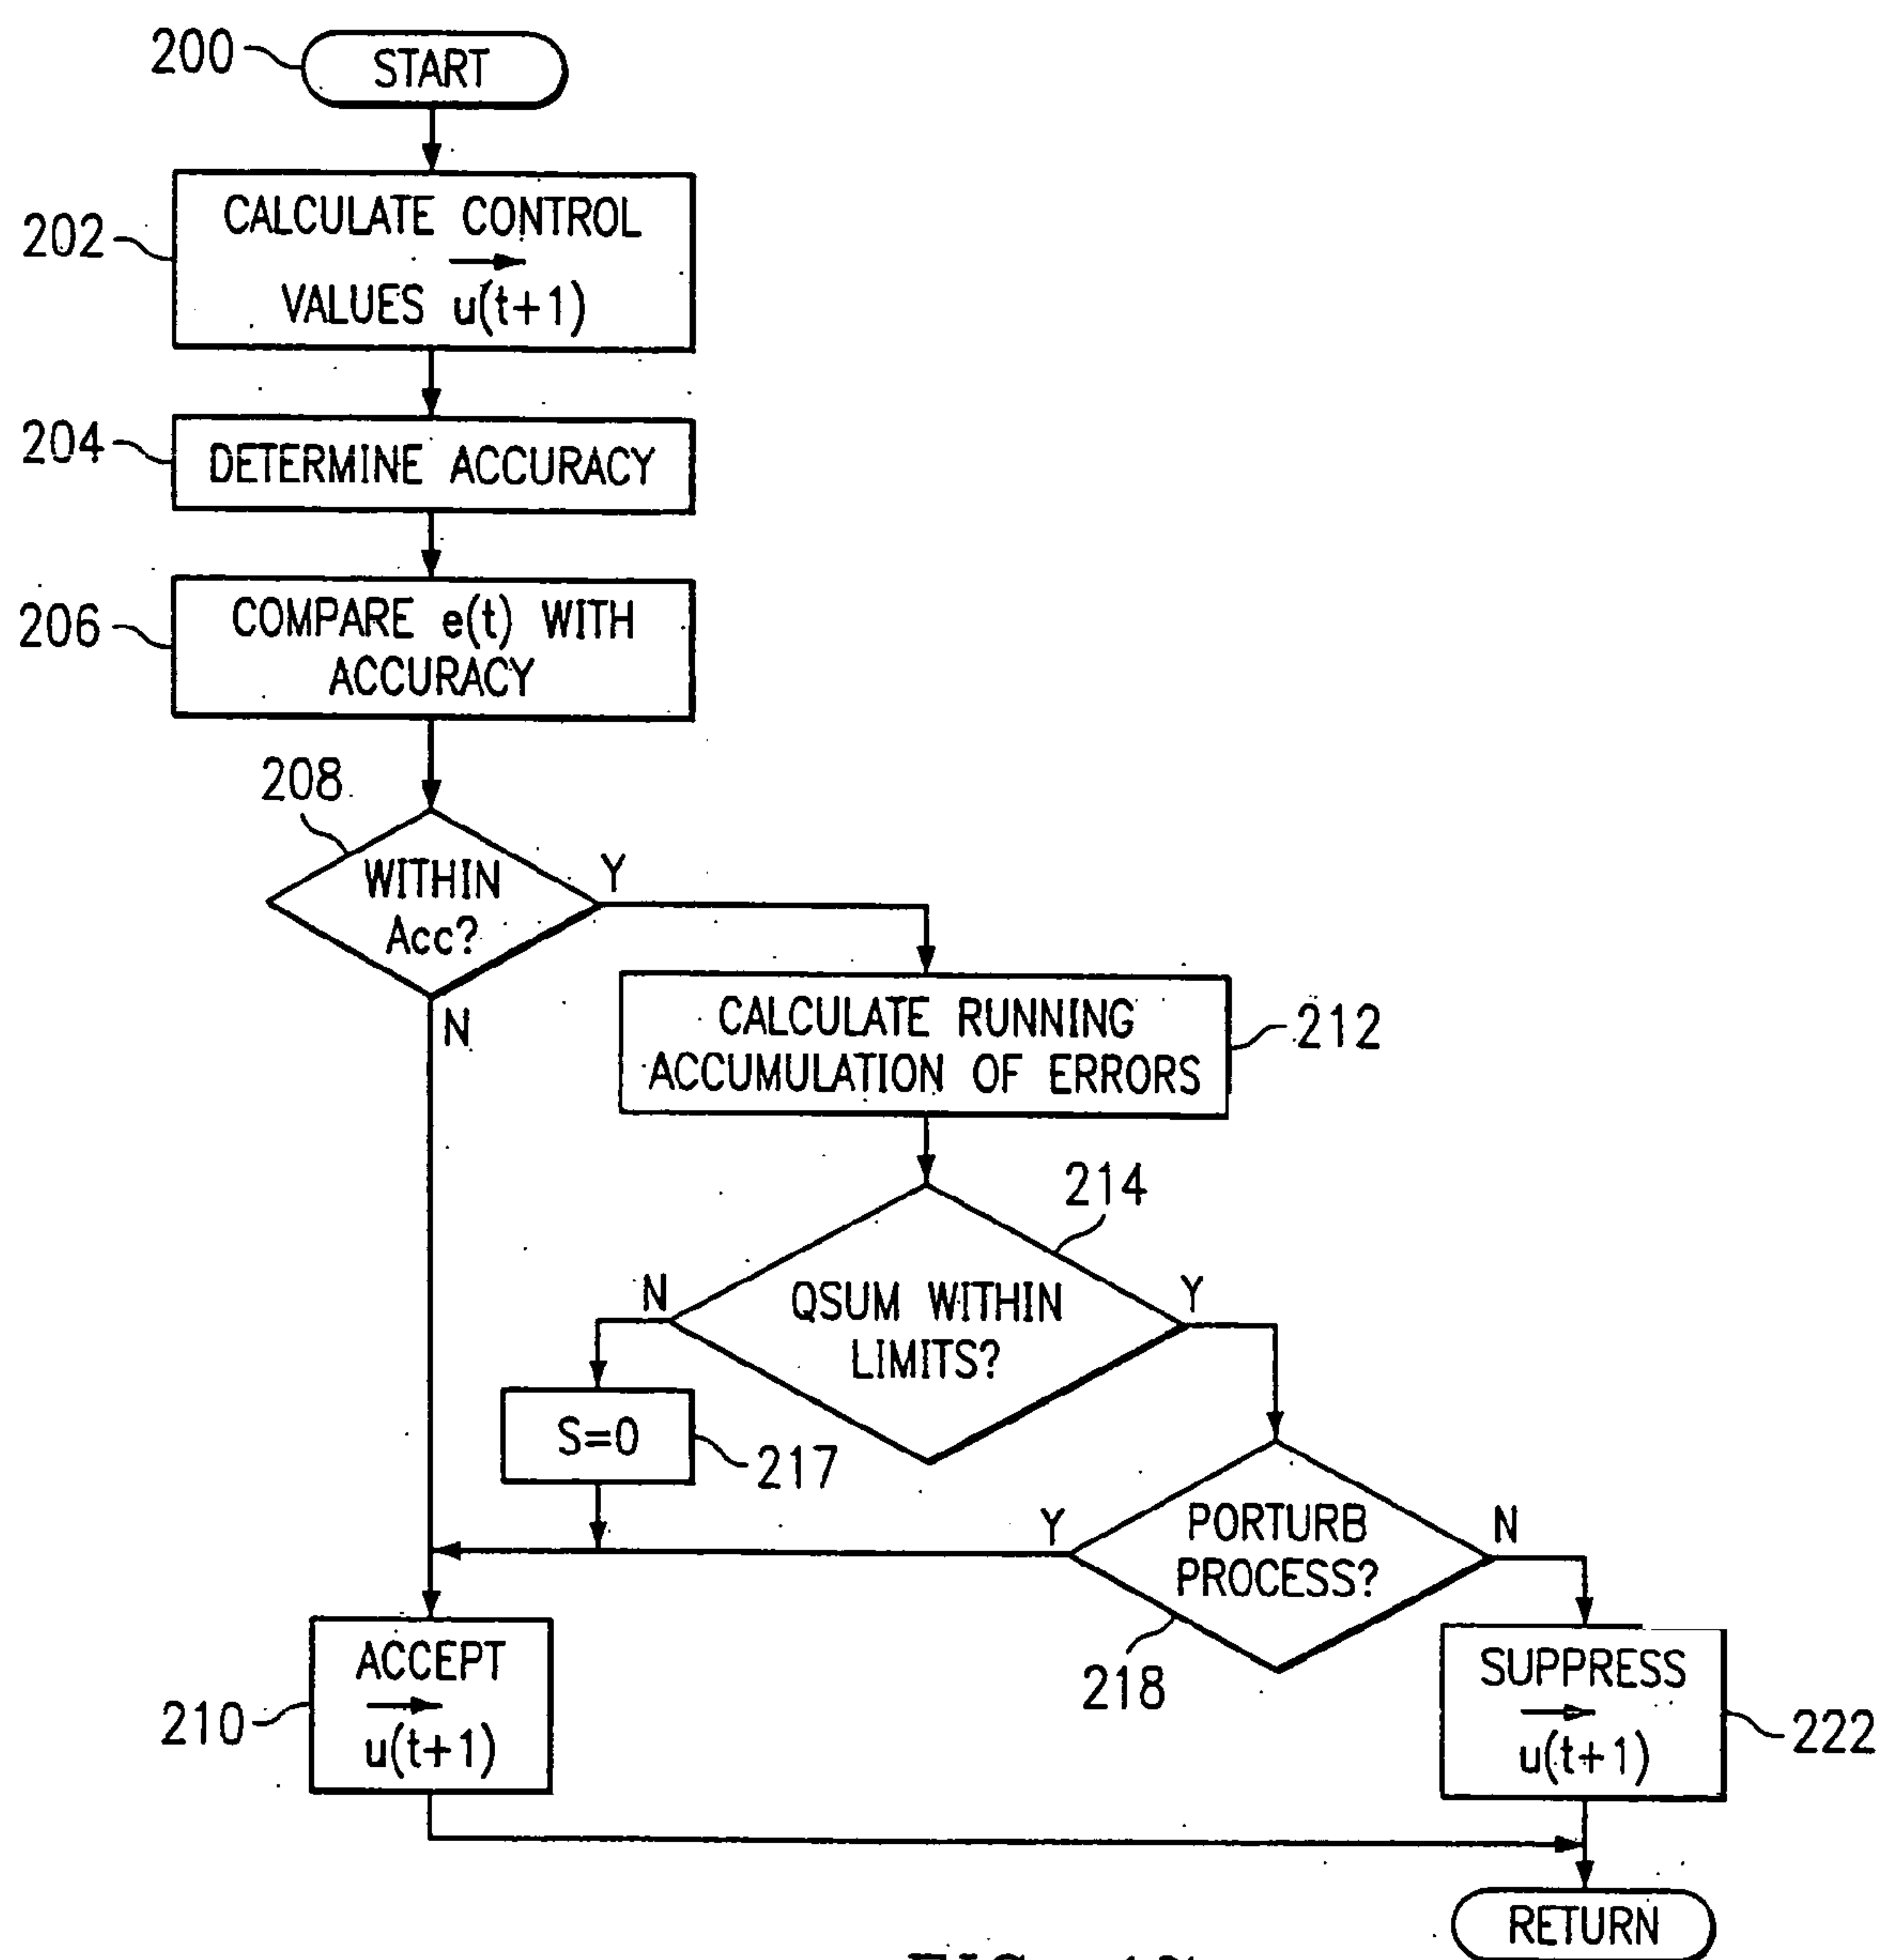 200
START
202
CALCULATE CONTROL
VALUES u(t+1)
204
DETERMINE ACCURACY
206
COMPARE e(t) WITH
ACCURACY
208
WITHIN
Acc?
Y
N
CALCULATE RUNNING
ACCUMULATION OF ERRORS
212
214
QSUM WITHIN
LIMITS?
N
Y
S=0
217
PORTURB
PROCESS?
Y
N
218
ACCEPT
u(t+1)
210
SUPPRESS
u(t+1)
222
RETURN